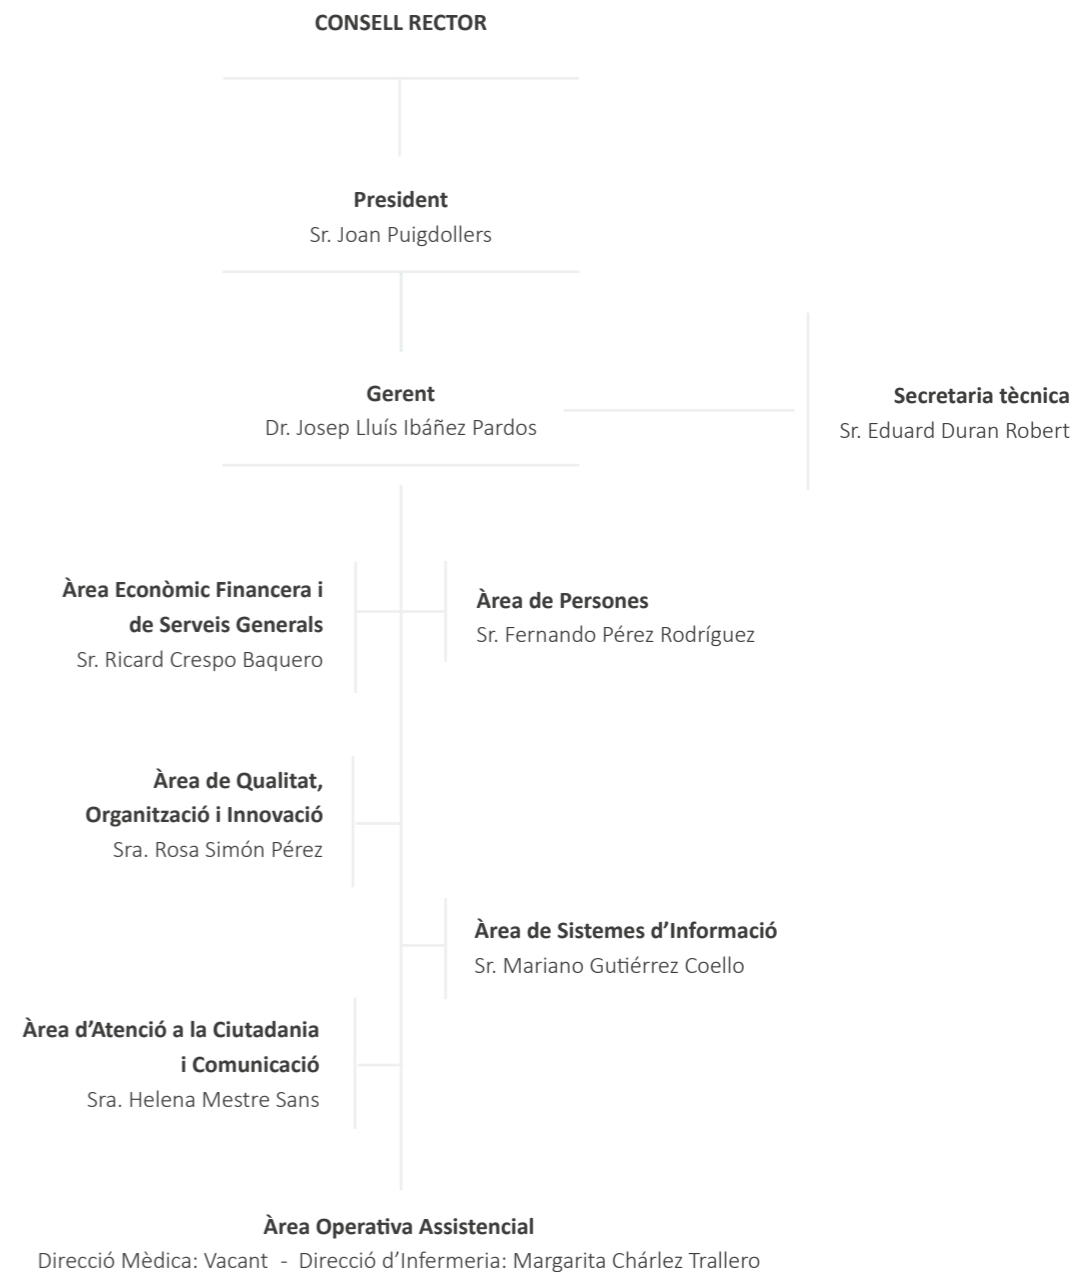 CONSELL RECTOR
President
Sr. Joan Puigdollers
Gerent
Dr. Josep Lluís Ibáñez Pardos
Secretaria tècnica
Sr. Eduard Duran Robert
Àrea Econòmic Financera i
de Serveis Generals
Sr. Ricard Crespo Baquero
Àrea de Persones
Sr. Fernando Pérez Rodríguez
Àrea de Qualitat,
Organització i Innovació
Sra. Rosa Simón Pérez
Àrea de Sistemes d’Informació
Sr. Mariano Gutiérrez Coello
Àrea d’Atenció a la Ciutadania
i Comunicació
Sra. Helena Mestre Sans
Àrea Operativa Assistencial
Direcció Mèdica: Vacant - Direcció d’Infermeria: Margarita Chárlez Trallero